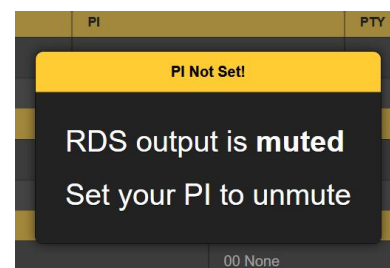 PI PTY
PI Not Set!
RDS output is muted
Set your PI to unmute
00 None